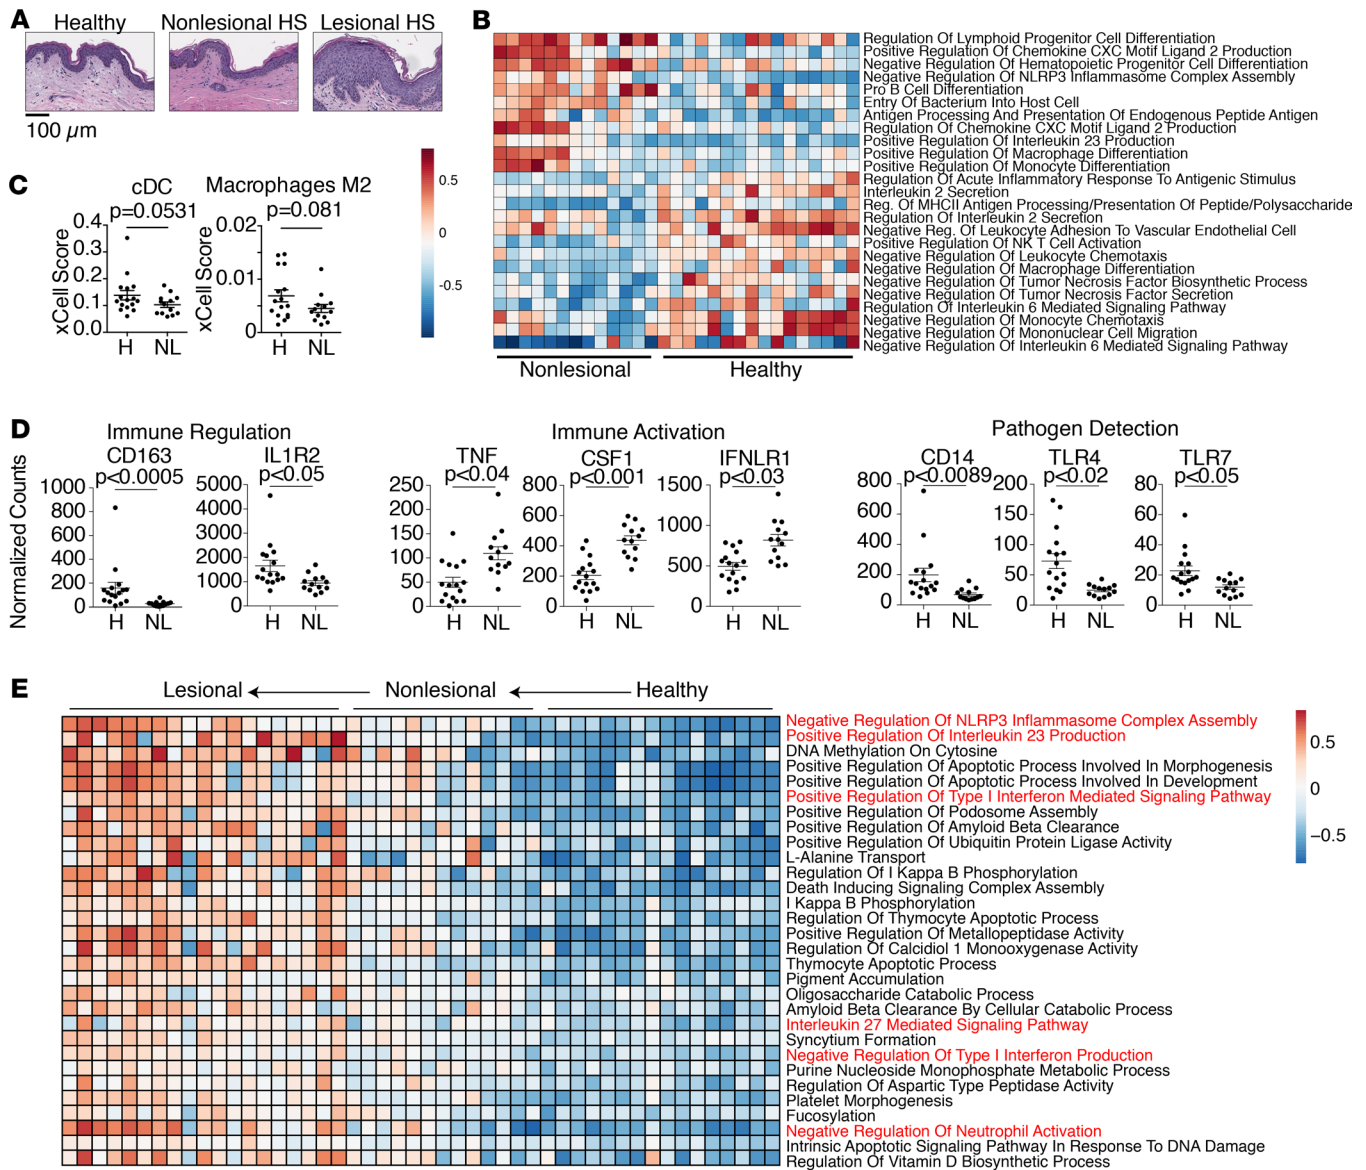 A
Healthy
Nonlesional HS
Lesional HS
100 µm
B
Regulation Of Lymphoid Progenitor Cell Differentiation
Positive Regulation Of Chemokine CXC Motif Ligand 2 Production
Negative Regulation Of Hematopoietic Progenitor Cell Differentiation
Negative Regulation Of NLRP3 Inflammasome Complex Assembly
Pro B Cell Differentiation
Entry Of Bacterium Into Host Cell
Antigen Processing And Presentation Of Endogenous Peptide Antigen
Regulation Of Chemokine CXC Motif Ligand 2 Production
Positive Regulation Of Interleukin 23 Production
Positive Regulation Of Macrophage Differentiation
Positive Regulation Of Monocyte Differentiation
Regulation Of Acute Inflammatory Response To Antigenic Stimulus
Interleukin 2 Secretion
Reg. Of MHCII Antigen Processing/Presentation Of Peptide/Polysaccharide
Regulation Of Interleukin 2 Secretion
Negative Reg. Of Leukocyte Adhesion To Vascular Endothelial Cell
Positive Regulation Of NK T Cell Activation
Negative Regulation Of Leukocyte Chemotaxis
Negative Regulation Of Macrophage Differentiation
Negative Regulation Of Tumor Necrosis Factor Biosynthetic Process
Negative Regulation Of Tumor Necrosis Factor Secretion
Regulation Of Interleukin 6 Mediated Signaling Pathway
Negative Regulation Of Monocyte Chemotaxis
Negative Regulation Of Mononuclear Cell Migration
Negative Regulation Of Interleukin 6 Mediated Signaling Pathway
Nonlesional
Healthy
0.5
0
-0.5
C
cDC
p=0.0531
xCell Score
0.4
0.3
0.2
0.1
0.0
H
NL
Macrophages M2
p=0.081
xCell Score
0.02
0.01
0
H
NL
D
Normalized Counts
Immune Regulation
CD163
p<0.0005
1000
800
600
400
200
0
H
NL
IL1R2
p<0.05
5000
4000
3000
2000
1000
0
H
NL
Immune Activation
TNF
p<0.04
250
200
150
100
50
0
H
NL
CSF1
p<0.001
800
600
400
200
0
H
NL
IFNLR1
p<0.03
1500
1000
500
0
H
NL
Pathogen Detection
CD14
p<0.0089
800
600
400
200
0
H
NL
TLR4
p<0.02
200
150
100
50
0
H
NL
TLR7
p<0.05
80
60
40
20
0
H
NL
E
Lesional
Nonlesional
Healthy
Negative Regulation Of NLRP3 Inflammasome Complex Assembly
Positive Regulation Of Interleukin 23 Production
DNA Methylation On Cytosine
Positive Regulation Of Apoptotic Process Involved In Morphogenesis
Positive Regulation Of Apoptotic Process Involved In Development
Positive Regulation Of Type I Interferon Mediated Signaling Pathway
Positive Regulation Of Podosome Assembly
Positive Regulation Of Amyloid Beta Clearance
Positive Regulation Of Ubiquitin Protein Ligase Activity
L-Alanine Transport
Regulation Of I Kappa B Phosphorylation
Death Inducing Signaling Complex Assembly
I Kappa B Phosphorylation
Regulation Of Thymocyte Apoptotic Process
Positive Regulation Of Metallopeptidase Activity
Regulation Of Calcidiol 1 Monooxygenase Activity
Thymocyte Apoptotic Process
Pigment Accumulation
Oligosaccharide Catabolic Process
Amyloid Beta Clearance By Cellular Catabolic Process
Interleukin 27 Mediated Signaling Pathway
Syncytium Formation
Negative Regulation Of Type I Interferon Production
Purine Nucleoside Monophosphate Metabolic Process
Regulation Of Aspartic Type Peptidase Activity
Platelet Morphogenesis
Fucosylation
Negative Regulation Of Neutrophil Activation
Intrinsic Apoptotic Signaling Pathway In Response To DNA Damage
Regulation Of Vitamin D Biosynthetic Process
0.5
0
−0.5